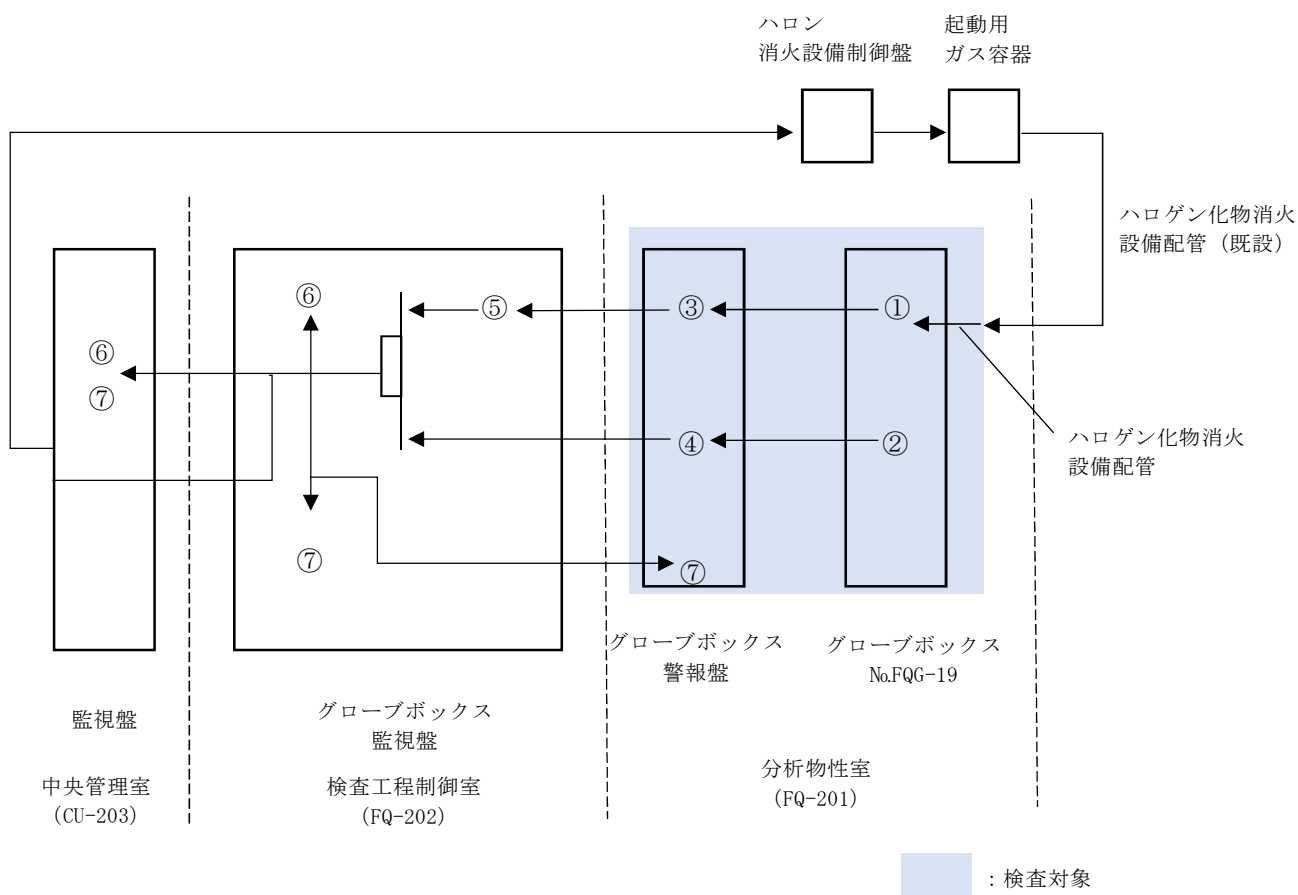 ハロン
消火設備制御盤
起動用
ガス容器
ハロゲン化物消火
設備配管（既設）
⑥
⑦
⑥
⑦
⑤
③
④
⑦
①
②
ハロゲン化物消火
設備配管
監視盤
中央管理室
（CU-203）
グローブボックス
監視盤
検査工程制御室
（FQ-202）
グローブボックス
警報盤
グローブボックス
No.FQG-19
分析物性室
（FQ-201）
：検査対象